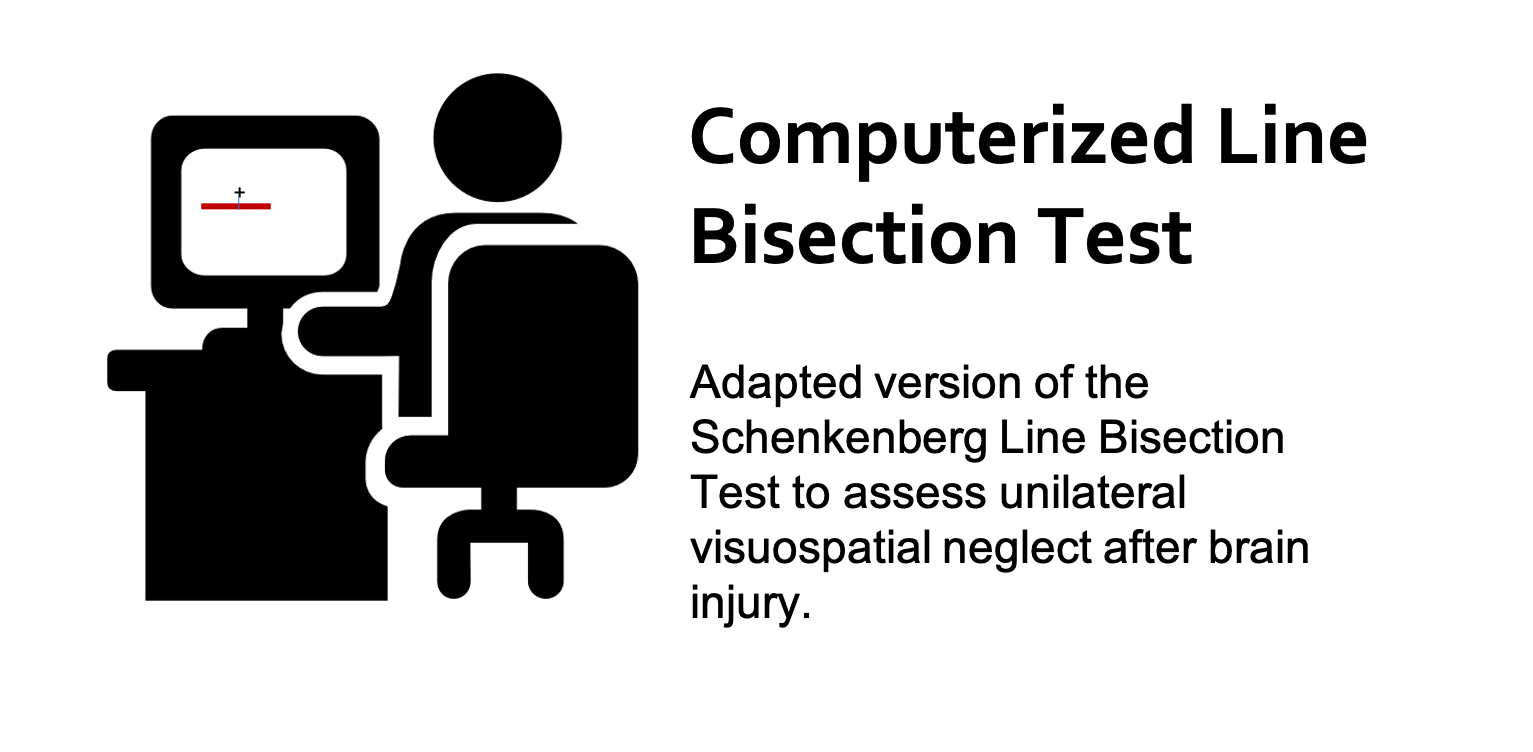 Computerized Line
Bisection Test
Adapted version of the
Schenkenberg Line Bisection
Test to assess unilateral
visuospatial neglect after brain
injury.